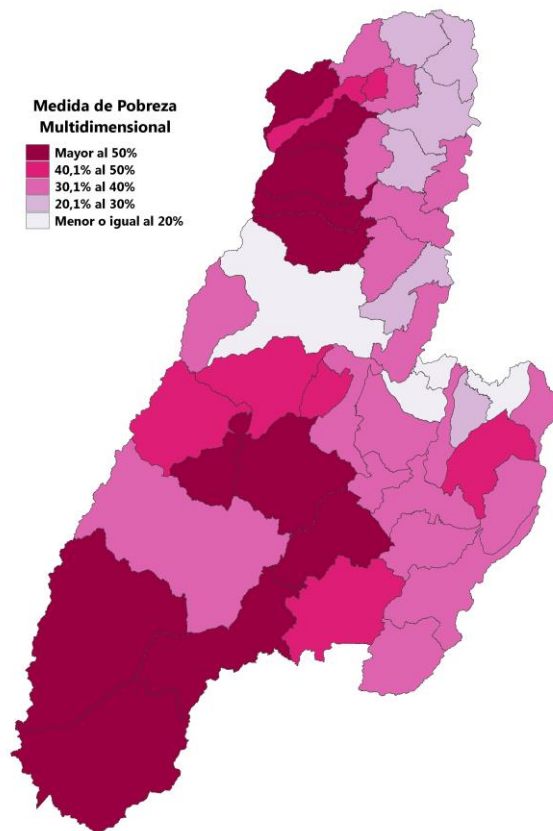 Medida de Pobreza
Multidimensional
Mayor al 50%
40,1% al 50%
30,1% al 40%
20,1% al 30%
Menor o igual al 20%